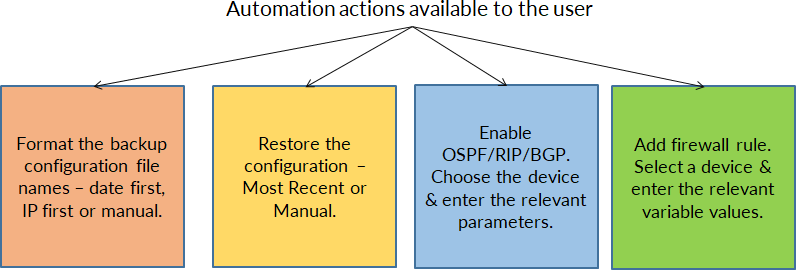 Automation actions available to the user
Format the backup
configuration file
names – date first,
IP first or manual.
Restore the
configuration –
Most Recent or
Manual.
Enable
OSPF/RIP/BGP.
Choose the device
& enter the relevant
parameters.
Add firewall rule.
Select a device &
enter the relevant
variable values.